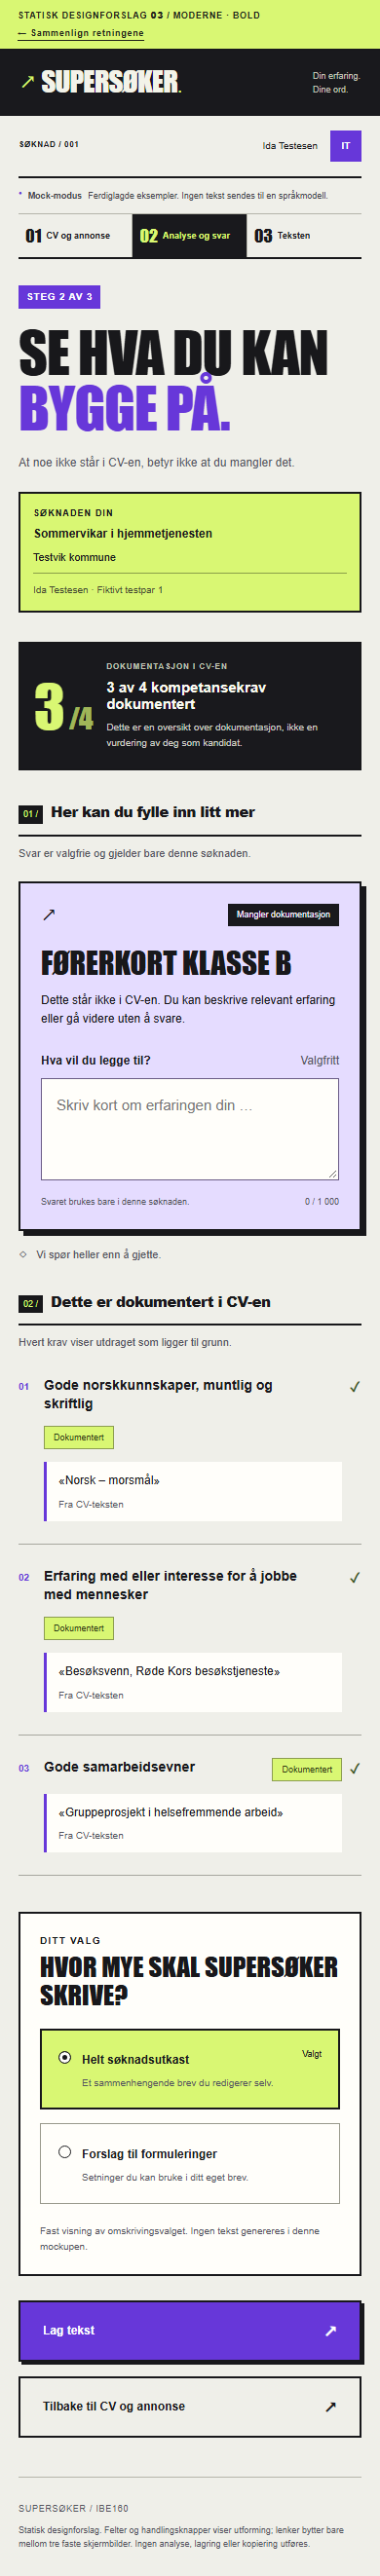 STATISK DESIGNFORSLAG 03 / MODERNE · BOLD
← Sammenlign retningene
↗ SUPERSØKER.
Din erfaring.
Dine ord.
SØKNAD / 001
Ida Testesen IT
* Mock-modus Ferdiglagde eksempler. Ingen tekst sendes til en språkmodell.
01 CV og annonse
02 Analyse og svar
03 Teksten
STEG 2 AV 3
SE HVA DU KAN
BYGGE PÅ.
At noe ikke står i CV-en, betyr ikke at du mangler det.
SØKNADEN DIN
Sommervikar i hjemmetjenesten
Testvik kommune
Ida Testesen · Fiktivt testpar 1
3 /4
DOKUMENTASJON I CV-EN
3 av 4 kompetansekrav
dokumentert
Dette er en oversikt over dokumentasjon, ikke en
vurdering av deg som kandidat.
01 / Her kan du fylle inn litt mer
Svar er valgfrie og gjelder bare denne søknaden.
↗ Mangler dokumentasjon
FØRERKORT KLASSE B
Dette står ikke i CV-en. Du kan beskrive relevant erfaring
eller gå videre uten å svare.
Hva vil du legge til? Valgfritt
Skriv kort om erfaringen din …
Svaret brukes bare i denne søknaden. 0 / 1 000
◇ Vi spør heller enn å gjette.
02 / Dette er dokumentert i CV-en
Hvert krav viser utdraget som ligger til grunn.
01 Gode norskkunnskaper, muntlig og
skriftlig ✓
Dokumentert
«Norsk – morsmål»
Fra CV-teksten
02 Erfaring med eller interesse for å jobbe
med mennesker ✓
Dokumentert
«Besøksvenn, Røde Kors besøkstjeneste»
Fra CV-teksten
03 Gode samarbeidsevner Dokumentert ✓
«Gruppeprosjekt i helsefremmende arbeid»
Fra CV-teksten
DITT VALG
HVOR MYE SKAL SUPERSØKER
SKRIVE?
Helt søknadsutkast Valgt
Et sammenhengende brev du redigerer selv.
Forslag til formuleringer
Setninger du kan bruke i ditt eget brev.
Fast visning av omskrivingsvalget. Ingen tekst genereres i denne
mockupen.
Lag tekst ↗
Tilbake til CV og annonse ↗
SUPERSØKER / IBE160
Statisk designforslag. Felter og handlingsknapper viser utforming; lenker bytter bare
mellom tre faste skjermbilder. Ingen analyse, lagring eller kopiering utføres.